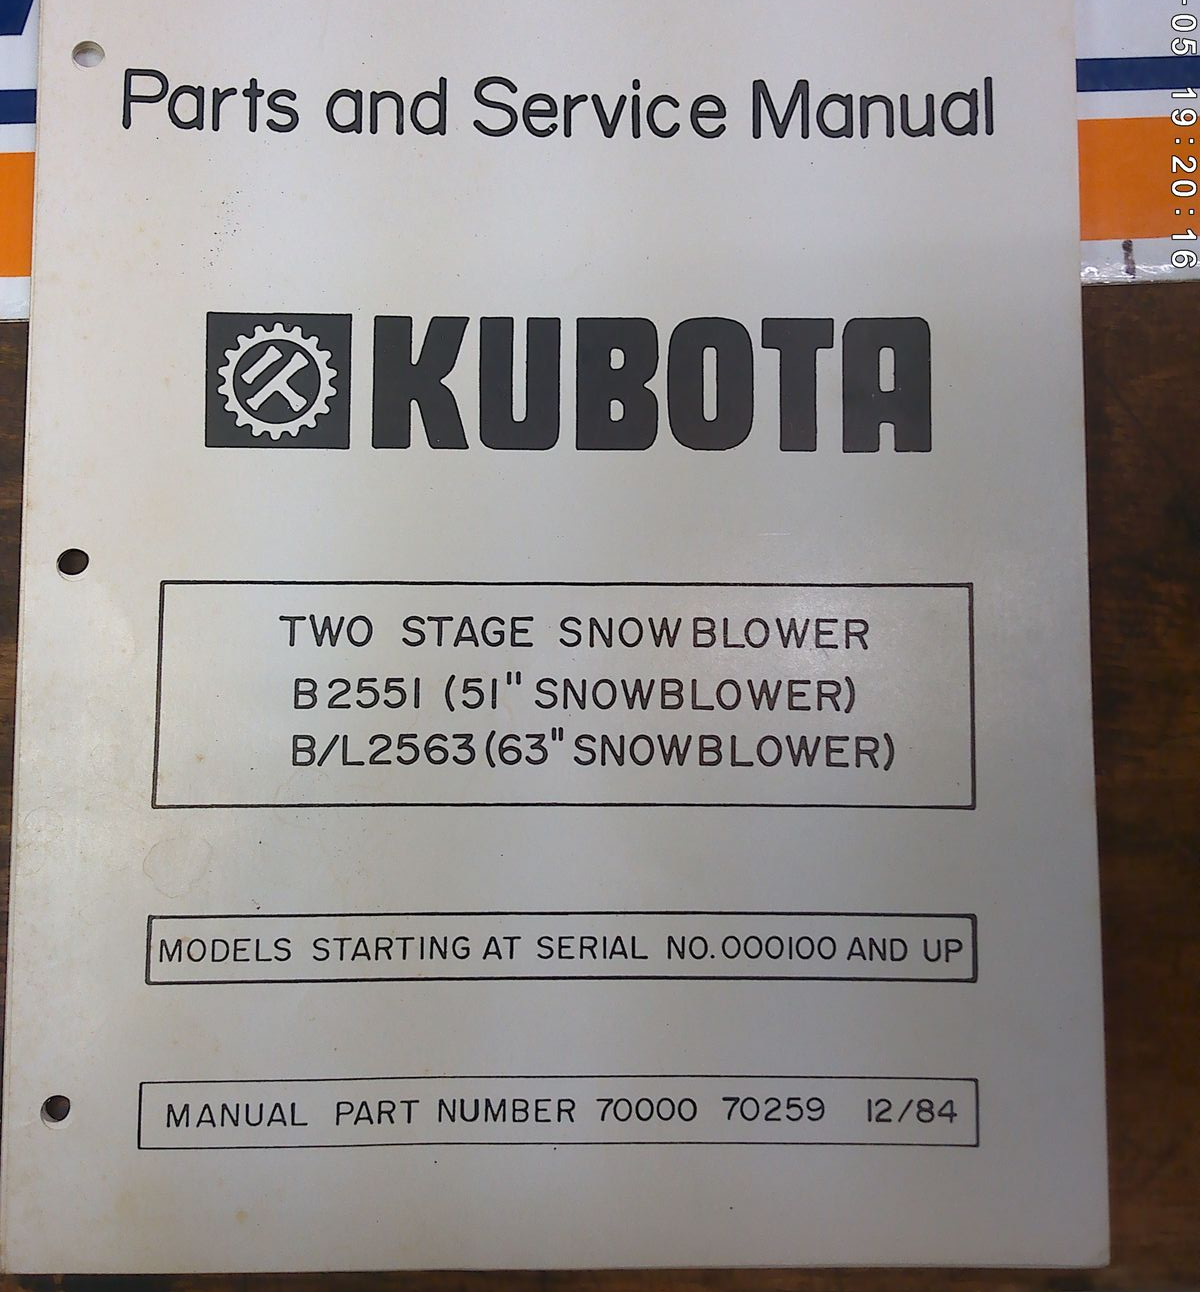 Parts and Service Manual
KUBOTA
TWO STAGE SNOWBLOWER
B2551 (51" SNOWBLOWER)
B/L2563 (63" SNOWBLOWER)
MODELS STARTING AT SERIAL NO. 000100 AND UP
MANUAL PART NUMBER 70000 70259 12/84
-05 19:20:16